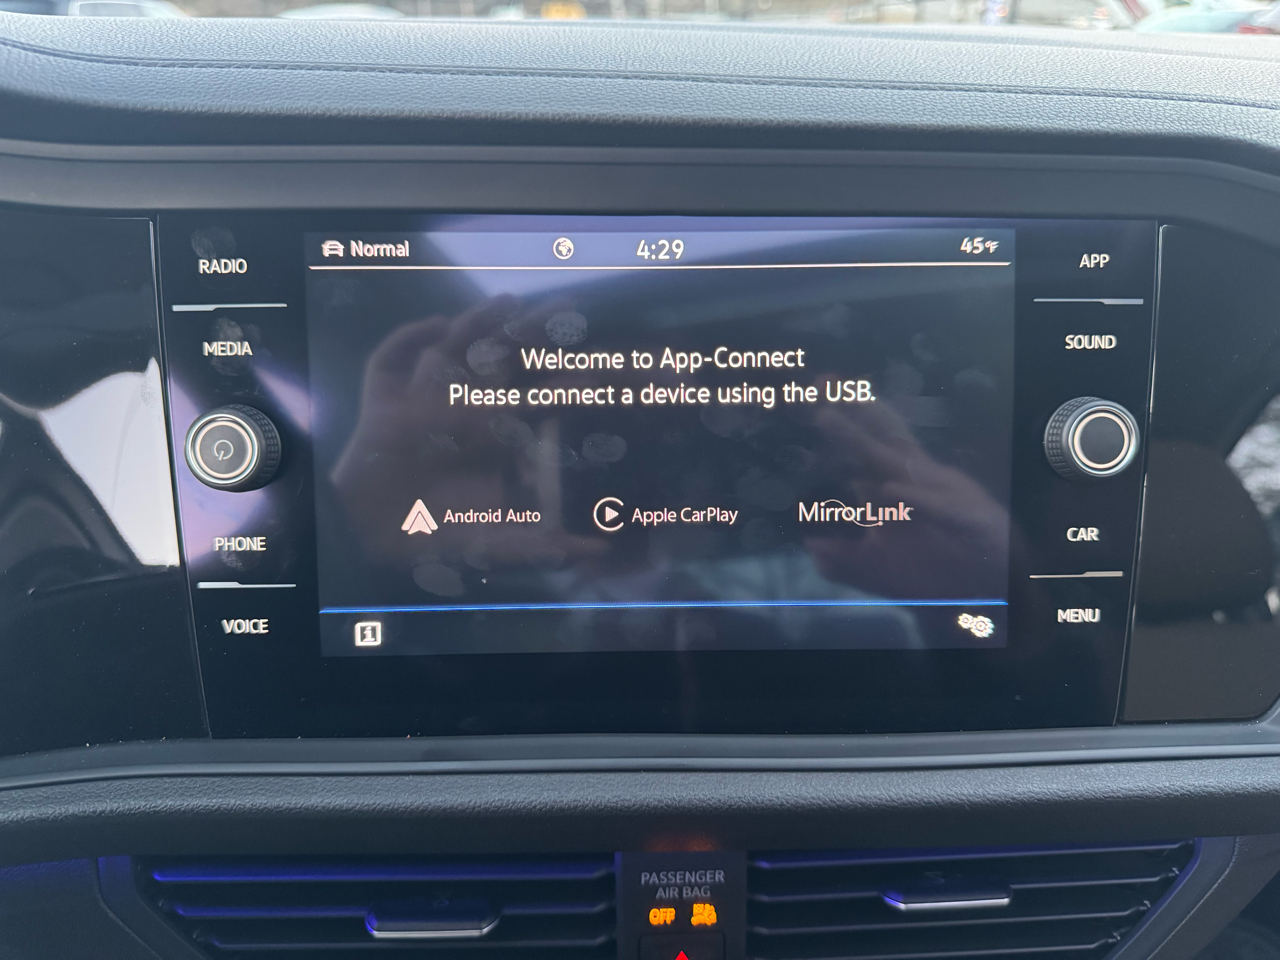 RADIO
MEDIA
PHONE
VOICE
Normal
4:29
45°F
Welcome to App-Connect
Please connect a device using the USB.
Android Auto
Apple CarPlay
MirrorLink
i
APP
SOUND
CAR
MENU
PASSENGER
AIR BAG
OFF